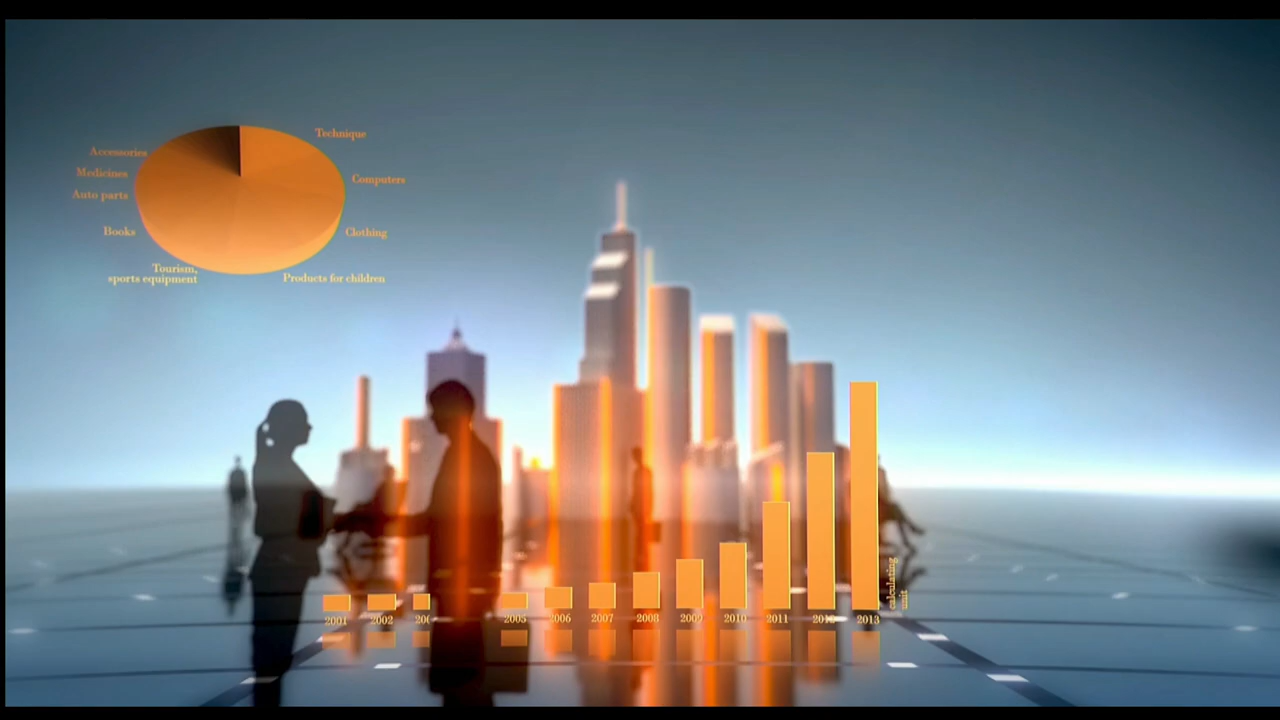 Technique
Accessories
Medicines
Computers
Auto parts
Books
Clothing
Tourism,
sports equipment
Products for children
calculating
unit
2001 2002 2005 2006 2007 2008 2009 2010 2011 2013